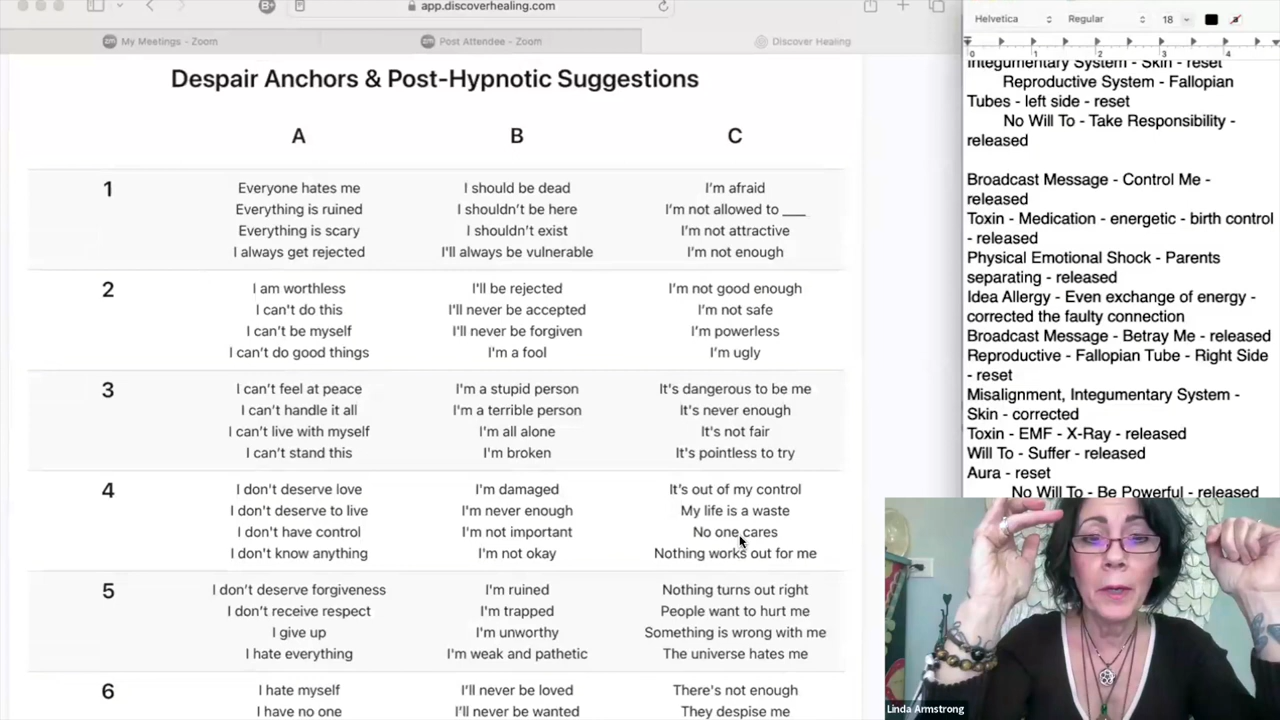 B+
app.discoverhealing.com
zm My Meetings - Zoom
zm Post Attendee - Zoom
Discover Healing
Despair Anchors & Post-Hypnotic Suggestions
A B C
1
Everyone hates me
Everything is ruined
Everything is scary
I always get rejected
I should be dead
I shouldn't be here
I shouldn't exist
I'll always be vulnerable
I'm afraid
I'm not allowed to ___
I'm not attractive
I'm not enough
2
I am worthless
I can't do this
I can't be myself
I can't do good things
I'll be rejected
I'll never be accepted
I'll never be forgiven
I'm a fool
I'm not good enough
I'm not safe
I'm powerless
I'm ugly
3
I can't feel at peace
I can't handle it all
I can't live with myself
I can't stand this
I'm a stupid person
I'm a terrible person
I'm all alone
I'm broken
It's dangerous to be me
It's never enough
It's not fair
It's pointless to try
4
I don't deserve love
I don't deserve to live
I don't have control
I don't know anything
I'm damaged
I'm never enough
I'm not important
I'm not okay
It's out of my control
My life is a waste
No one cares
Nothing works out for me
5
I don't deserve forgiveness
I don't receive respect
I give up
I hate everything
I'm ruined
I'm trapped
I'm unworthy
I'm weak and pathetic
Nothing turns out right
People want to hurt me
Something is wrong with me
The universe hates me
6
I hate myself
I have no one
I'll never be loved
I'll never be wanted
There's not enough
They despise me
Helvetica Regular 18
0 1 2 3 4
Integumentary System - Skin - reset
Reproductive System - Fallopian
Tubes - left side - reset
No Will To - Take Responsibility -
released
Broadcast Message - Control Me -
released
Toxin - Medication - energetic - birth control
- released
Physical Emotional Shock - Parents
separating - released
Idea Allergy - Even exchange of energy -
corrected the faulty connection
Broadcast Message - Betray Me - released
Reproductive - Fallopian Tube - Right Side
- reset
Misalignment, Integumentary System -
Skin - corrected
Toxin - EMF - X-Ray - released
Will To - Suffer - released
Aura - reset
No Will To - Be Powerful - released
Linda Armstrong